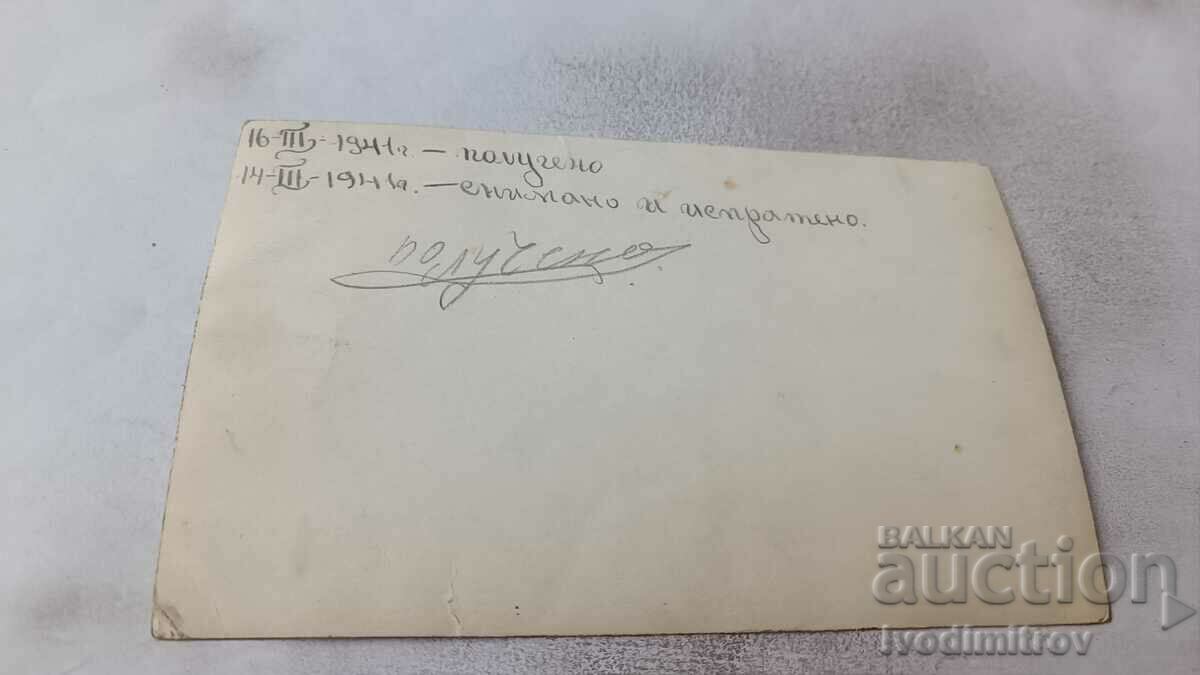 16-III-1941г. – получено
14-III-1941г. – снимано и изпратено.
получено
BALKAN
auction
Ivodimitrov